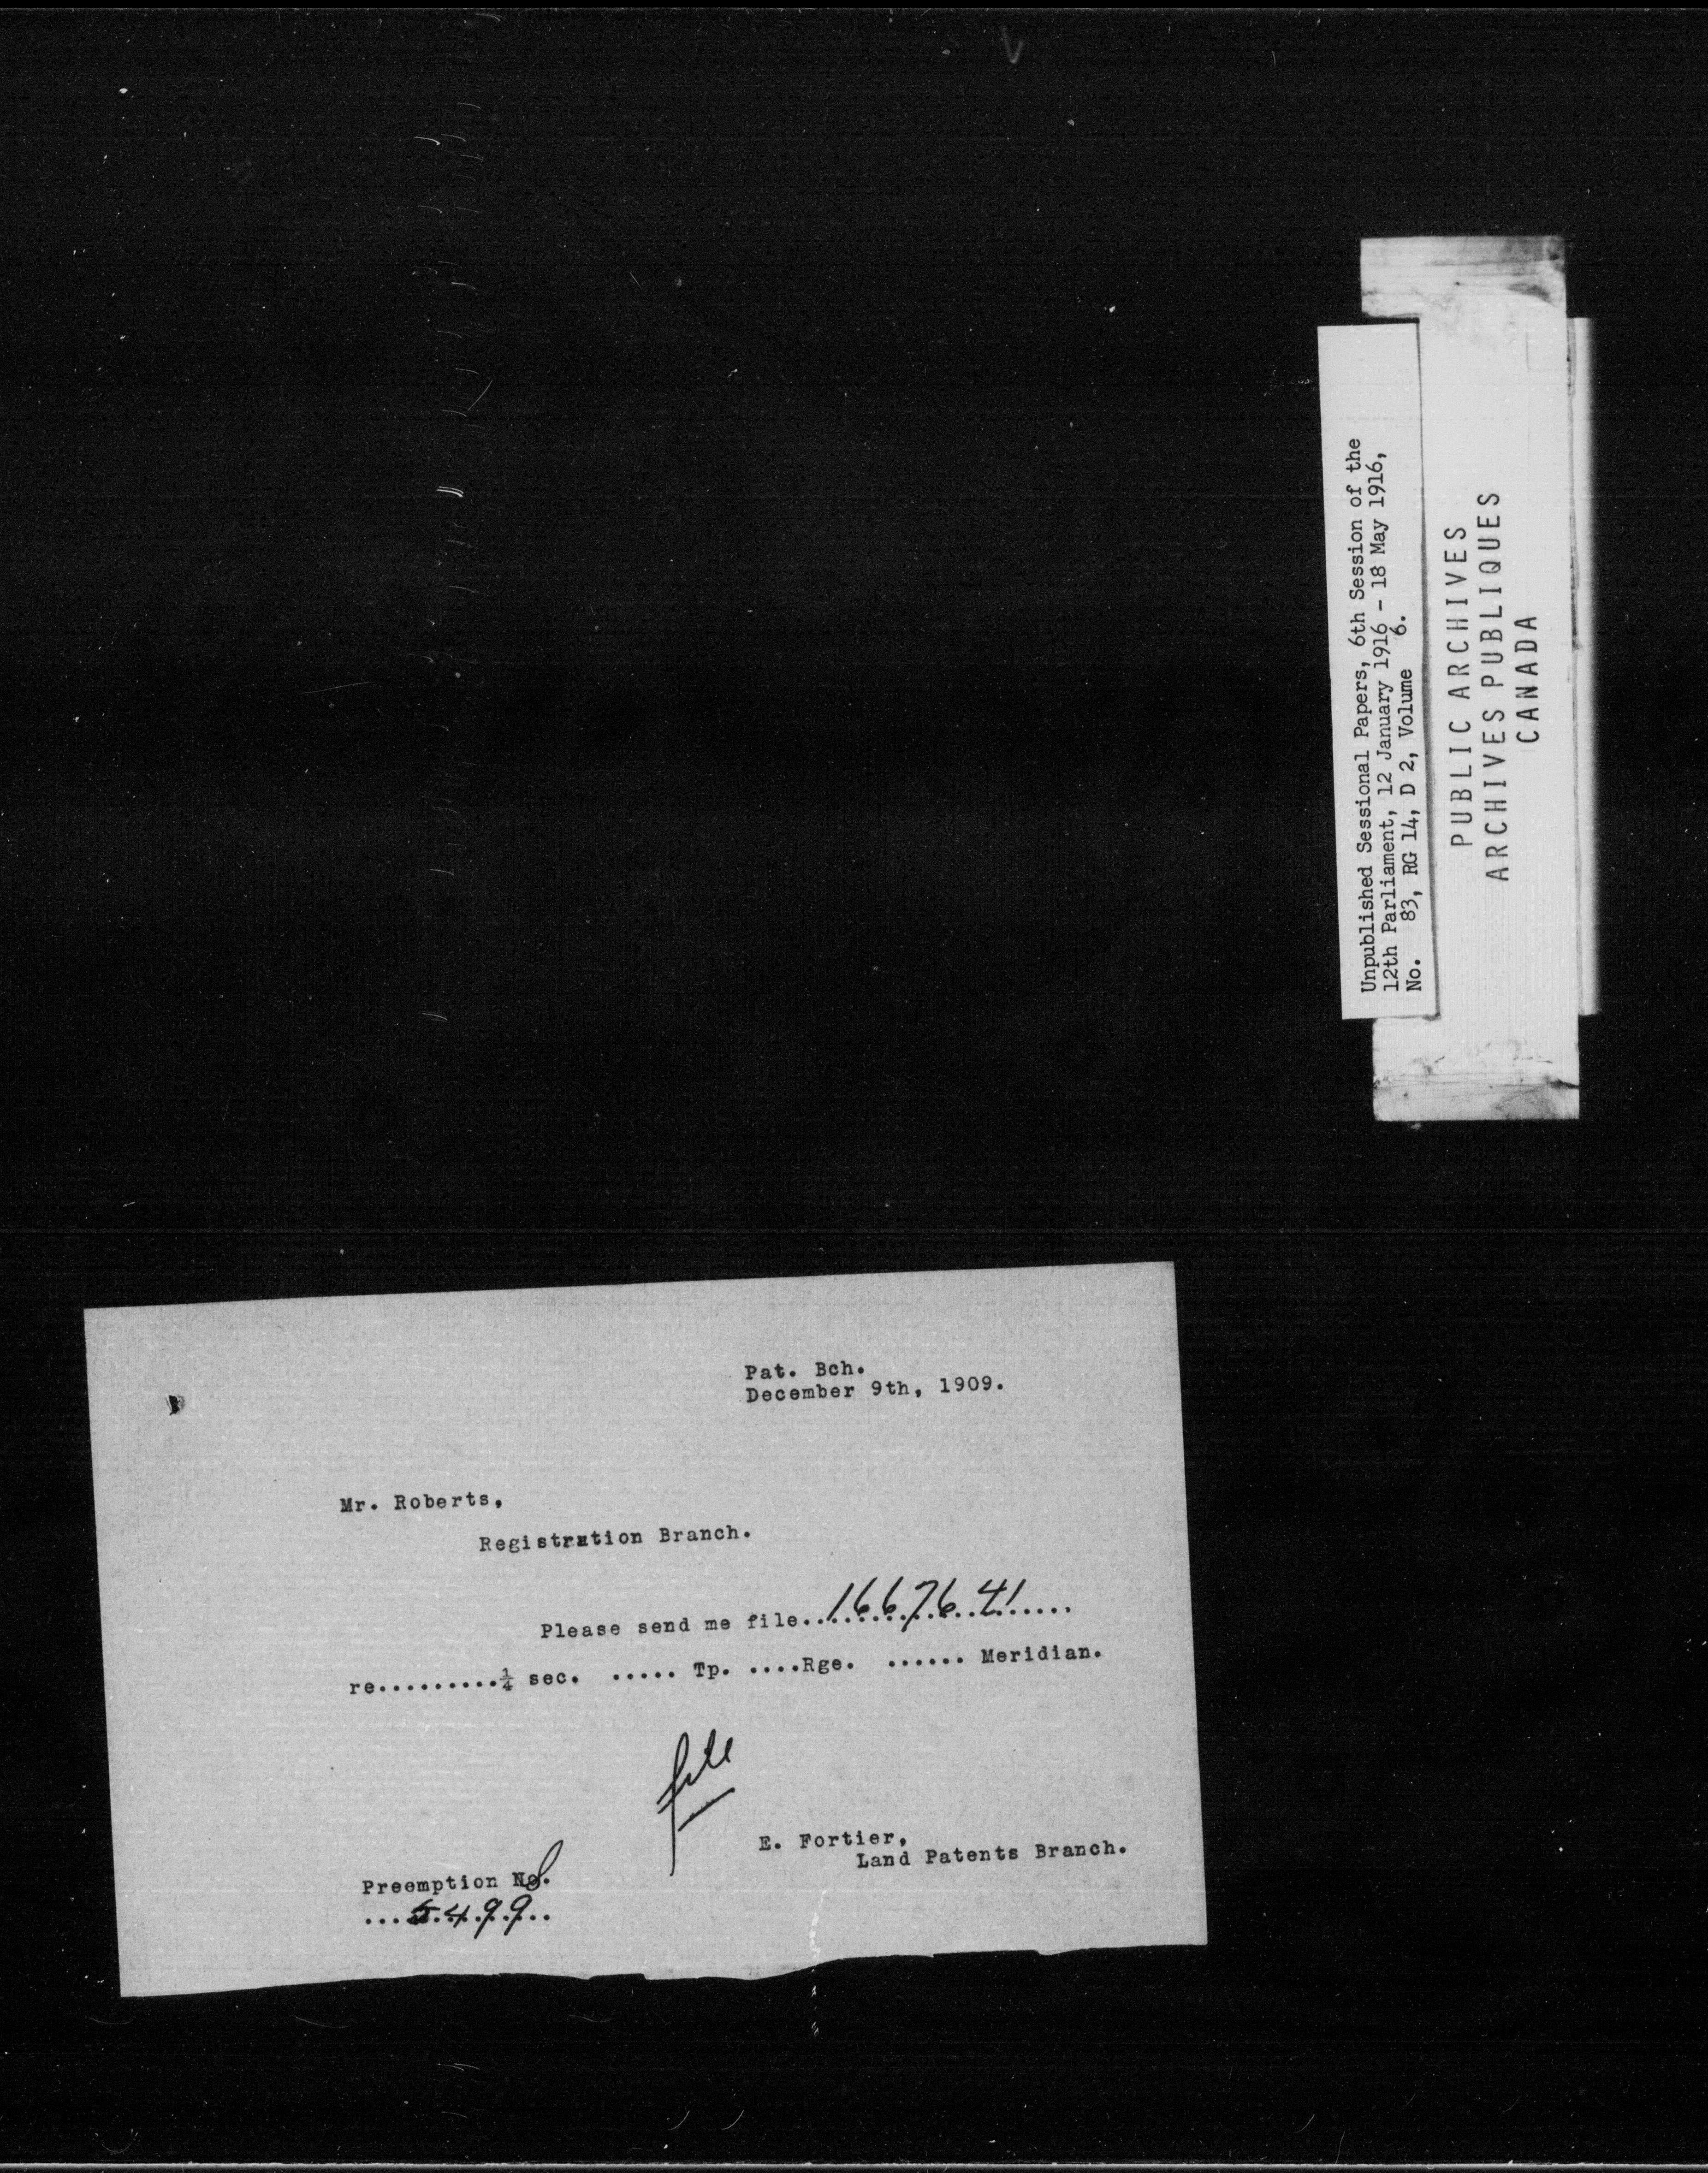 Unpublished Sessional Papers, 6th Session of the
12th Parliament, 12 January 1916 - 18 May 1916,
No. 83, RG 14, D 2, Volume 6.
PUBLIC ARCHIVES
ARCHIVES PUBLIQUES
CANADA
Pat. Bch.
December 9th, 1909.
Mr. Roberts,
Registration Branch.
Please send me file..1667641......
re.........¼ sec. ..... Tp. ....Rge. ...... Meridian.
file
E. Fortier,
Land Patents Branch.
Preemption No.
...5499..